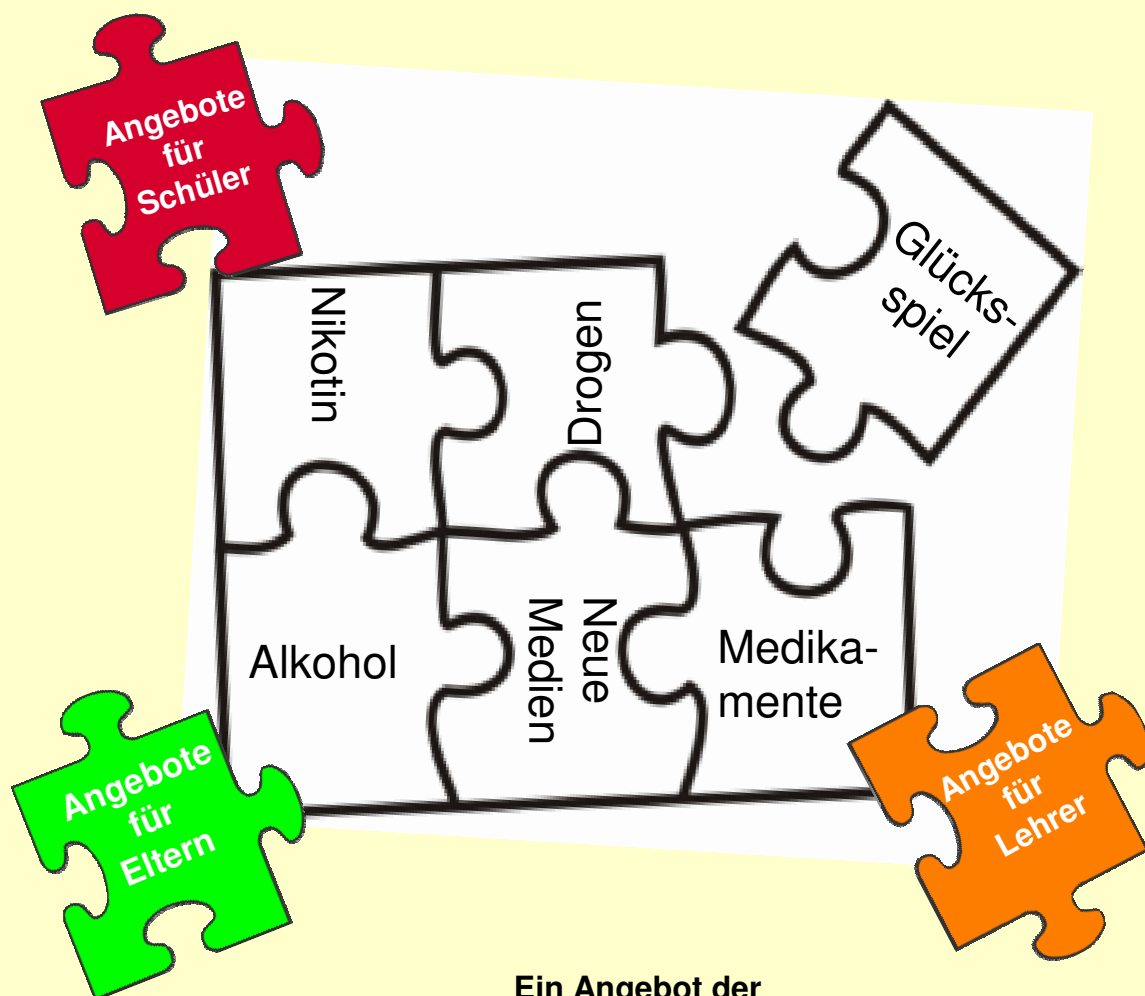 Angebote
für
Schüler
Glücks-
spiel
Nikotin
Drogen
Alkohol
Neue
Medien
Medika-
mente
Angebote
für
Eltern
Angebote
für
Lehrer
Ein Angebot der